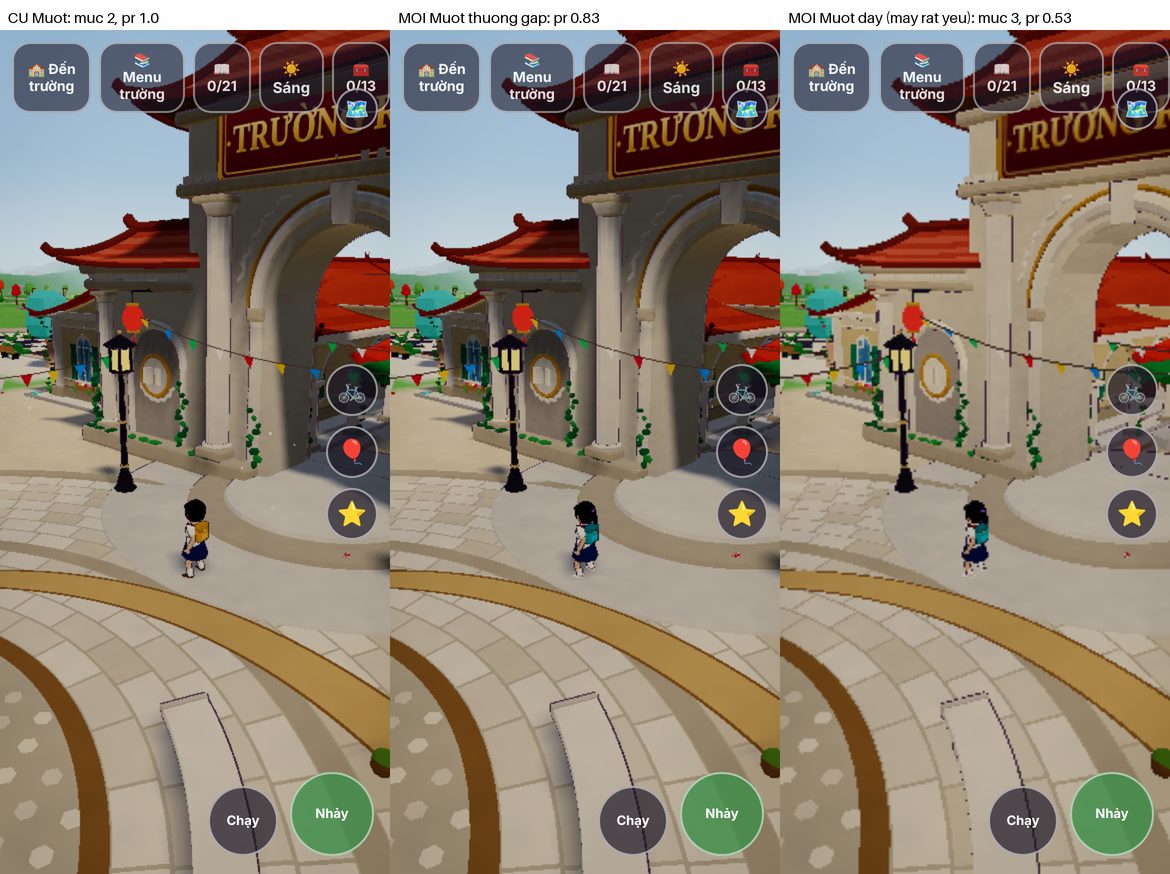 CU Muot: muc 2, pr 1.0
Đến
trường
Menu
trường
0/21
Sáng
0/13
TRƯỜNG
Chạy
Nhảy
MOI Muot thuong gap: pr 0.83
Đến
trường
Menu
trường
0/21
Sáng
0/13
TRƯỜNG
Chạy
Nhảy
MOI Muot day (may rat yeu): muc 3, pr 0.53
Đến
trường
Menu
trường
0/21
Sáng
0/13
TRƯỜNG
Chạy
Nhảy